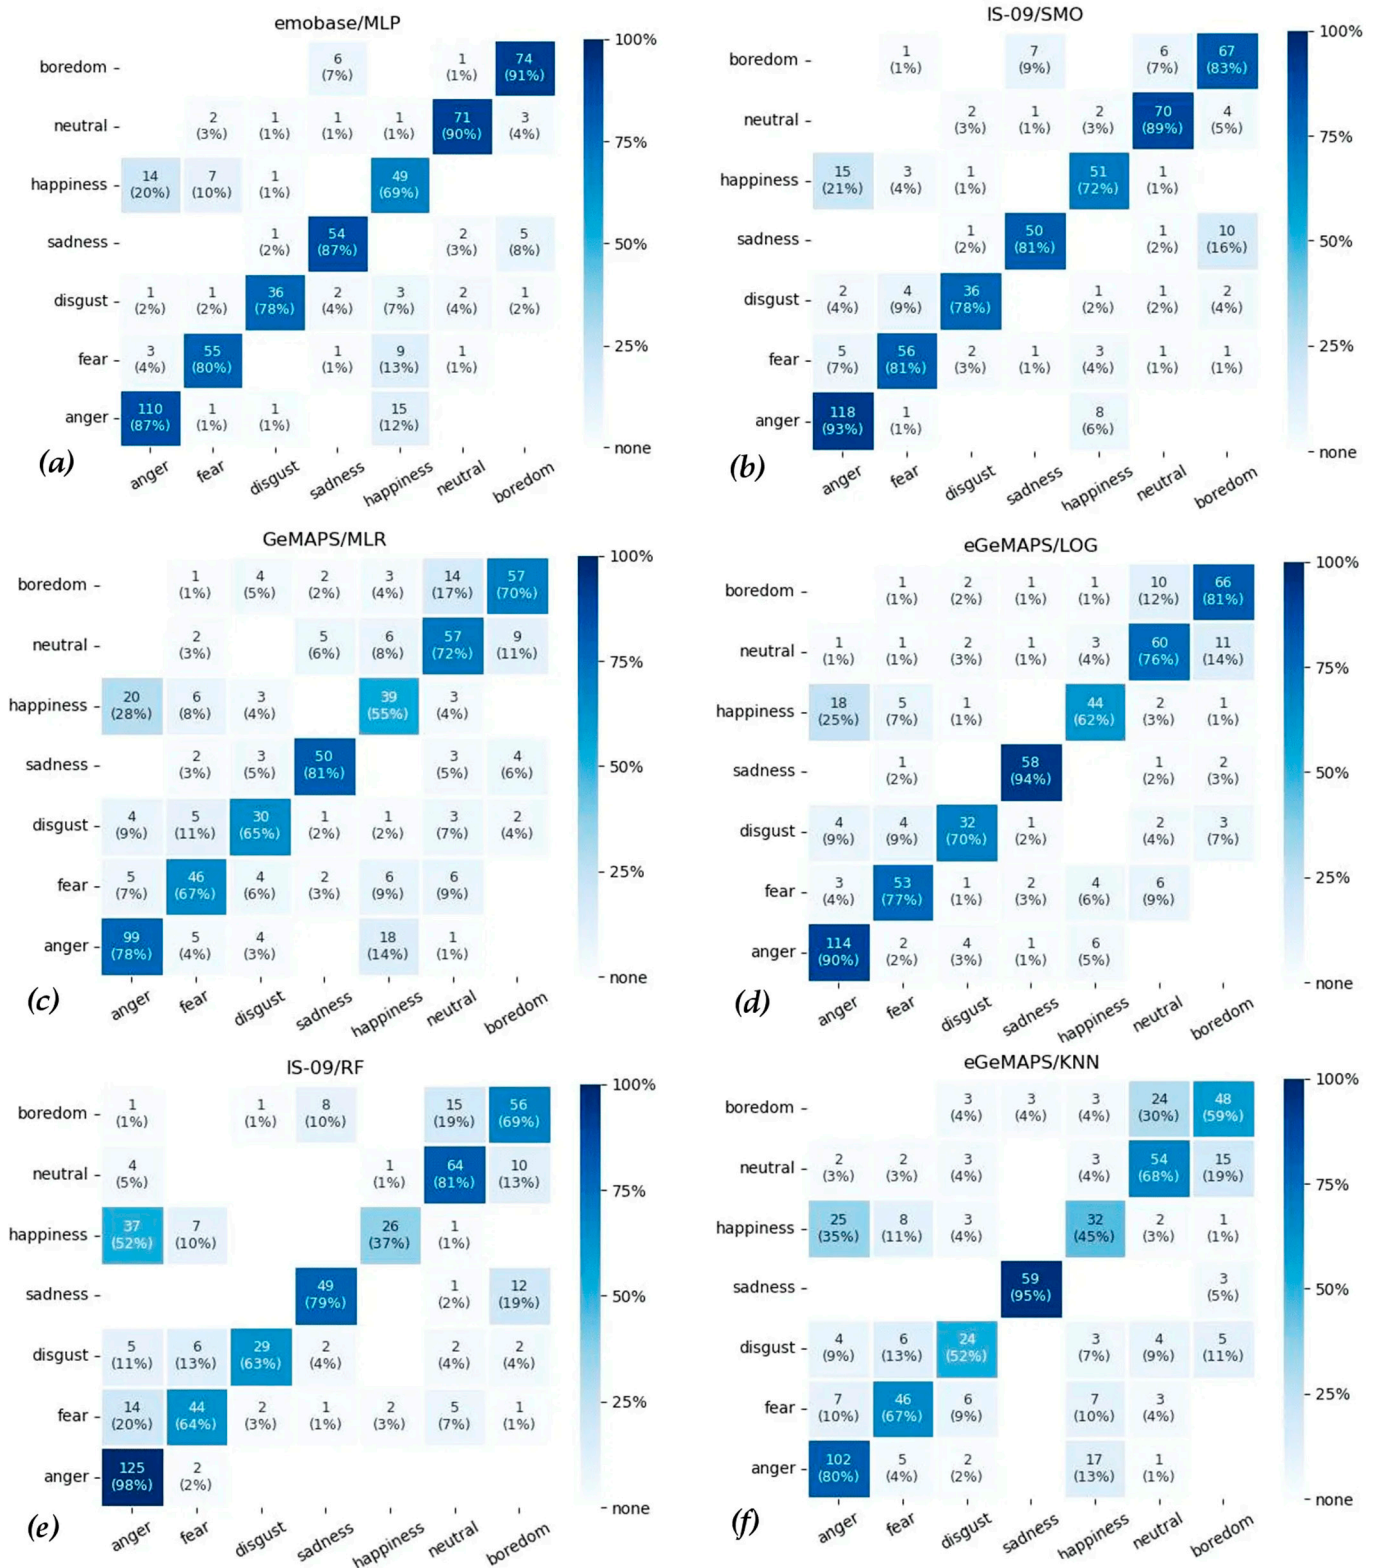 emobase/MLP
boredom
6 1 74
(7%) (1%) (91%)
neutral
2 1 1 1 71 3
(3%) (1%) (1%) (1%) (90%) (4%)
happiness
14 7 1 49
(20%) (10%) (1%) (69%)
sadness
1 54 2 5
(2%) (87%) (3%) (8%)
disgust
1 1 36 2 3 2 1
(2%) (2%) (78%) (4%) (7%) (4%) (2%)
fear
3 55 1 9 1
(4%) (80%) (1%) (13%) (1%)
anger
110 1 1 15
(87%) (1%) (1%) (12%)
anger fear disgust sadness happiness neutral boredom
100%
75%
50%
25%
none
(a)
IS-09/SMO
boredom
1 7 6 67
(1%) (9%) (7%) (83%)
neutral
2 1 2 70 4
(3%) (1%) (3%) (89%) (5%)
happiness
15 3 1 51 1
(21%) (4%) (1%) (72%) (1%)
sadness
1 50 1 10
(2%) (81%) (2%) (16%)
disgust
2 4 36 1 1 2
(4%) (9%) (78%) (2%) (2%) (4%)
fear
5 56 2 1 3 1 1
(7%) (81%) (3%) (1%) (4%) (1%) (1%)
anger
118 1 8
(93%) (1%) (6%)
anger fear disgust sadness happiness neutral boredom
100%
75%
50%
25%
none
(b)
GeMAPS/MLR
boredom
1 4 2 3 14 57
(1%) (5%) (2%) (4%) (17%) (70%)
neutral
2 5 6 57 9
(3%) (6%) (8%) (72%) (11%)
happiness
20 6 3 39 3
(28%) (8%) (4%) (55%) (4%)
sadness
2 3 50 3 4
(3%) (5%) (81%) (5%) (6%)
disgust
4 5 30 1 1 3 2
(9%) (11%) (65%) (2%) (2%) (7%) (4%)
fear
5 46 4 2 6 6
(7%) (67%) (6%) (3%) (9%) (9%)
anger
99 5 4 18 1
(78%) (4%) (3%) (14%) (1%)
anger fear disgust sadness happiness neutral boredom
100%
75%
50%
25%
none
(c)
eGeMAPS/LOG
boredom
1 2 1 1 10 66
(1%) (2%) (1%) (1%) (12%) (81%)
neutral
1 1 2 1 3 60 11
(1%) (1%) (3%) (1%) (4%) (76%) (14%)
happiness
18 5 1 44 2 1
(25%) (7%) (1%) (62%) (3%) (1%)
sadness
1 58 1 2
(2%) (94%) (2%) (3%)
disgust
4 4 32 1 2 3
(9%) (9%) (70%) (2%) (4%) (7%)
fear
3 53 1 2 4 6
(4%) (77%) (1%) (3%) (6%) (9%)
anger
114 2 4 1 6
(90%) (2%) (3%) (1%) (5%)
anger fear disgust sadness happiness neutral boredom
100%
75%
50%
25%
none
(d)
IS-09/RF
boredom
1 1 8 15 56
(1%) (1%) (10%) (19%) (69%)
neutral
4 1 64 10
(5%) (1%) (81%) (13%)
happiness
37 7 26 1
(52%) (10%) (37%) (1%)
sadness
49 1 12
(79%) (2%) (19%)
disgust
5 6 29 2 2 2
(11%) (13%) (63%) (4%) (4%) (4%)
fear
14 44 2 1 2 5 1
(20%) (64%) (3%) (1%) (3%) (7%) (1%)
anger
125 2
(98%) (2%)
anger fear disgust sadness happiness neutral boredom
100%
75%
50%
25%
none
(e)
eGeMAPS/KNN
boredom
3 3 3 24 48
(4%) (4%) (4%) (30%) (59%)
neutral
2 2 3 3 54 15
(3%) (3%) (4%) (4%) (68%) (19%)
happiness
25 8 3 32 2 1
(35%) (11%) (4%) (45%) (3%) (1%)
sadness
59 3
(95%) (5%)
disgust
4 6 24 3 4 5
(9%) (13%) (52%) (7%) (9%) (11%)
fear
7 46 6 7 3
(10%) (67%) (9%) (10%) (4%)
anger
102 5 2 17 1
(80%) (4%) (2%) (13%) (1%)
anger fear disgust sadness happiness neutral boredom
100%
75%
50%
25%
none
(f)